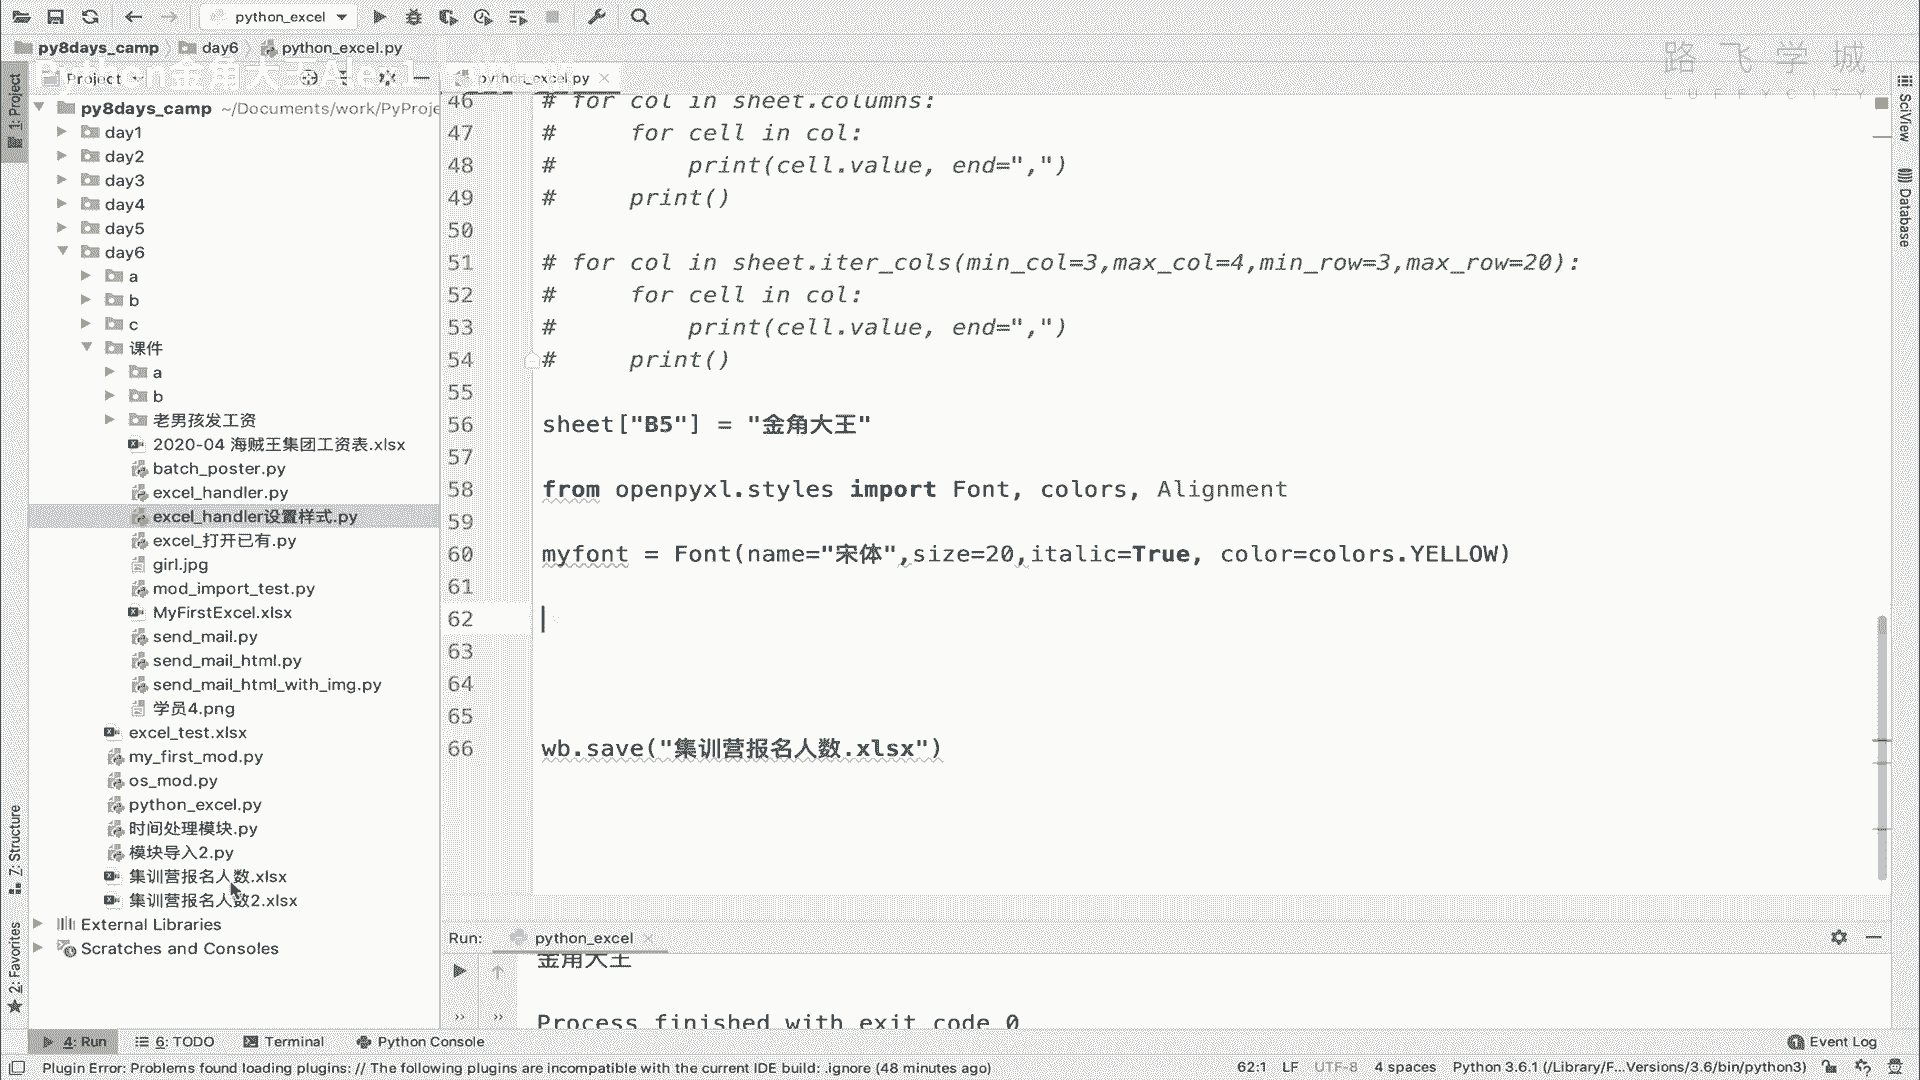 python_excel
py8days_camp
day6
python_excel.py
Python金角大王Alex
路飞学城
LUFFYCITY
Project
python_excel.py
1: Project
py8days_camp ~/Documents/work/PyProje
day1
day2
day3
day4
day5
day6
a
b
c
课件
a
b
老男孩发工资
2020-04 海贼王集团工资表.xlsx
batch_poster.py
excel_handler.py
excel_handler设置样式.py
excel_打开已有.py
girl.jpg
mod_import_test.py
MyFirstExcel.xlsx
send_mail.py
send_mail_html.py
send_mail_html_with_img.py
学员4.png
excel_test.xlsx
my_first_mod.py
os_mod.py
python_excel.py
时间处理模块.py
模块导入2.py
集训营报名人数.xlsx
集训营报名人数2.xlsx
External Libraries
Scratches and Consoles
7: Structure
2: Favorites
46 # for col in sheet.columns:
47 #     for cell in col:
48 #         print(cell.value, end=",")
49 #     print()
50
51 # for col in sheet.iter_cols(min_col=3,max_col=4,min_row=3,max_row=20):
52 #     for cell in col:
53 #         print(cell.value, end=",")
54 #     print()
55
56 sheet["B5"] = "金角大王"
57
58 from openpyxl.styles import Font, colors, Alignment
59
60 myfont = Font(name="宋体",size=20,italic=True, color=colors.YELLOW)
61
62
63
64
65
66 wb.save("集训营报名人数.xlsx")
SciView
Database
Run: python_excel
金角大王
Process finished with exit code 0
4: Run
6: TODO
Terminal
Python Console
1 Event Log
Plugin Error: Problems found loading plugins: // The following plugins are incompatible with the current IDE build: .ignore (48 minutes ago)
62:1 LF UTF-8 4 spaces Python 3.6.1 (/Library/F...Versions/3.6/bin/python3)